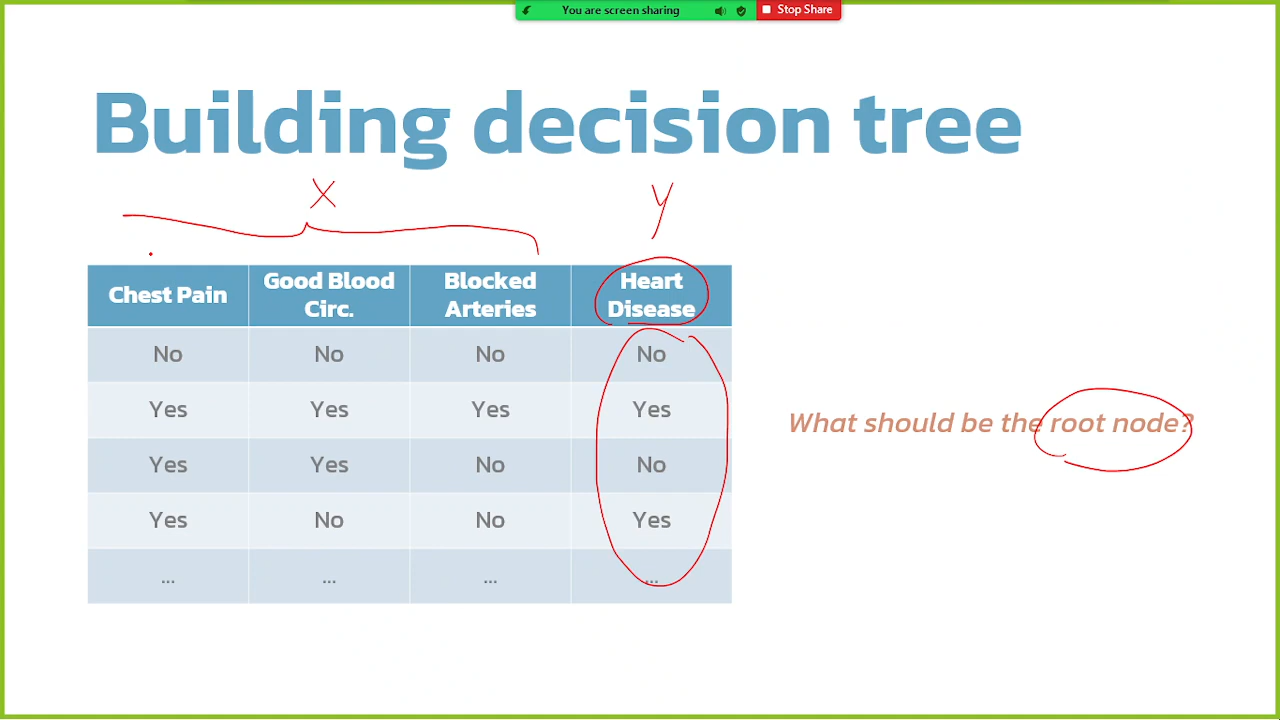 You are screen sharing Stop Share
Building decision tree
X y
Chest Pain Good Blood Circ. Blocked Arteries Heart Disease
No No No No
Yes Yes Yes Yes
Yes Yes No No
Yes No No Yes
... ... ... ...
What should be the root node?